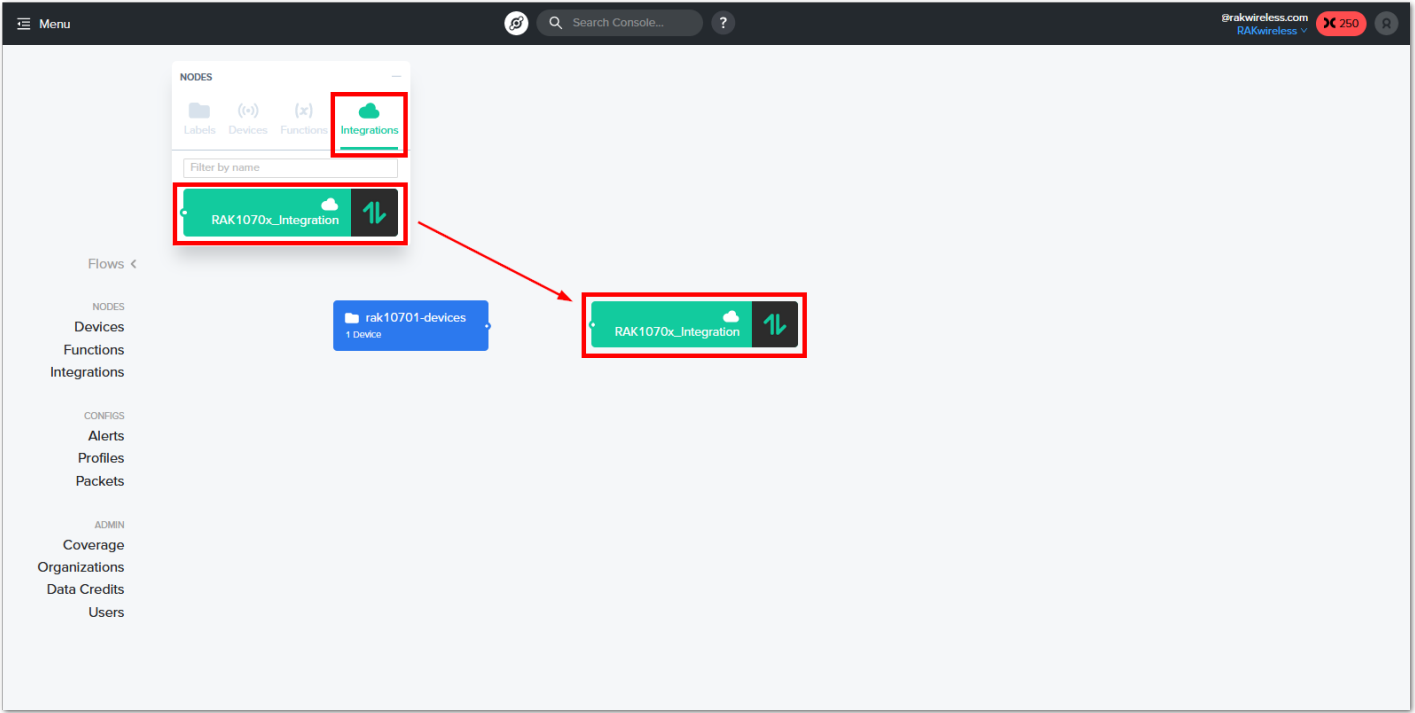 Menu
Search Console...
?
@rakwireless.com
RAKwireless
250
NODES
Labels
Devices
(x)
Functions
Integrations
Filter by name
RAK1070x_Integration
Flows
NODES
Devices
Functions
Integrations
CONFIGS
Alerts
Profiles
Packets
ADMIN
Coverage
Organizations
Data Credits
Users
rak10701-devices
1 Device
RAK1070x_Integration